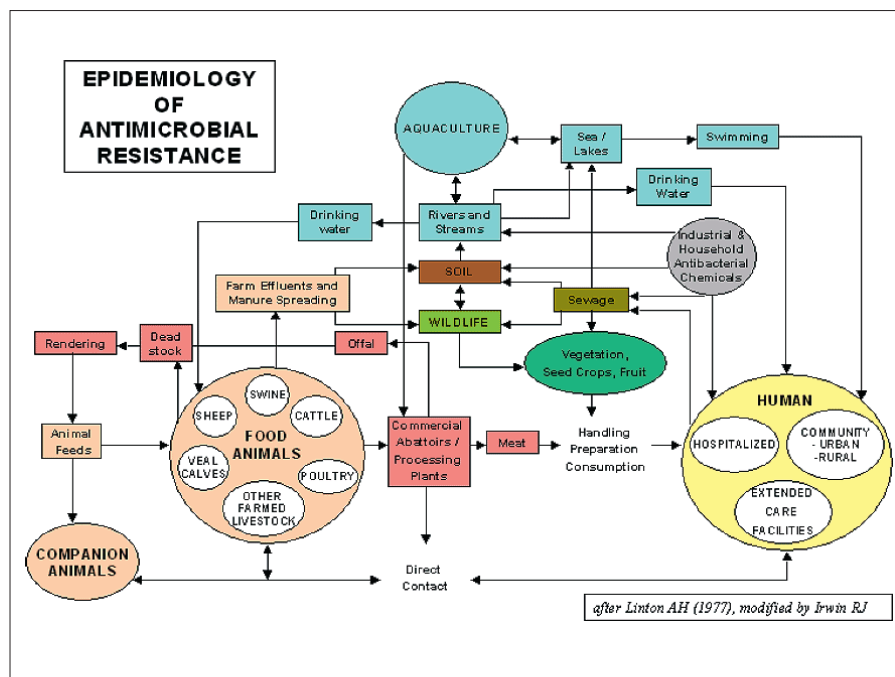 EPIDEMIOLOGY
OF
ANTIMICROBIAL
RESISTANCE
AQUACULTURE
Sea /
Lakes
Swimming
Drinking
Water
Drinking
water
Rivers and
Streams
Industrial &
Household
Antibacterial
Chemicals
SOIL
Farm Effluents and
Manure Spreading
Sewage
WILDLIFE
Rendering
Dead
stock
Offal
Vegetation,
Seed Crops, Fruit
SWINE
SHEEP
CATTLE
FOOD
ANIMALS
VEAL
CALVES
POULTRY
OTHER
FARMED
LIVESTOCK
Animal
Feeds
Commercial
Abattoirs /
Processing
Plants
Meat
Handling
Preparation
Consumption
HUMAN
HOSPITALIZED
COMMUNITY
- URBAN
-RURAL
EXTENDED
CARE
FACILITIES
COMPANION
ANIMALS
Direct
Contact
after Linton AH (1977), modified by Irwin RJ